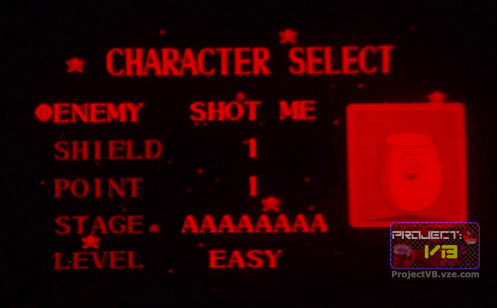 CHARACTER SELECT
ENEMY SHOT ME
SHIELD 1
POINT 1
STAGE AAAAAAAA
LEVEL EASY
PROJECT:
VB
ProjectVB.vze.com